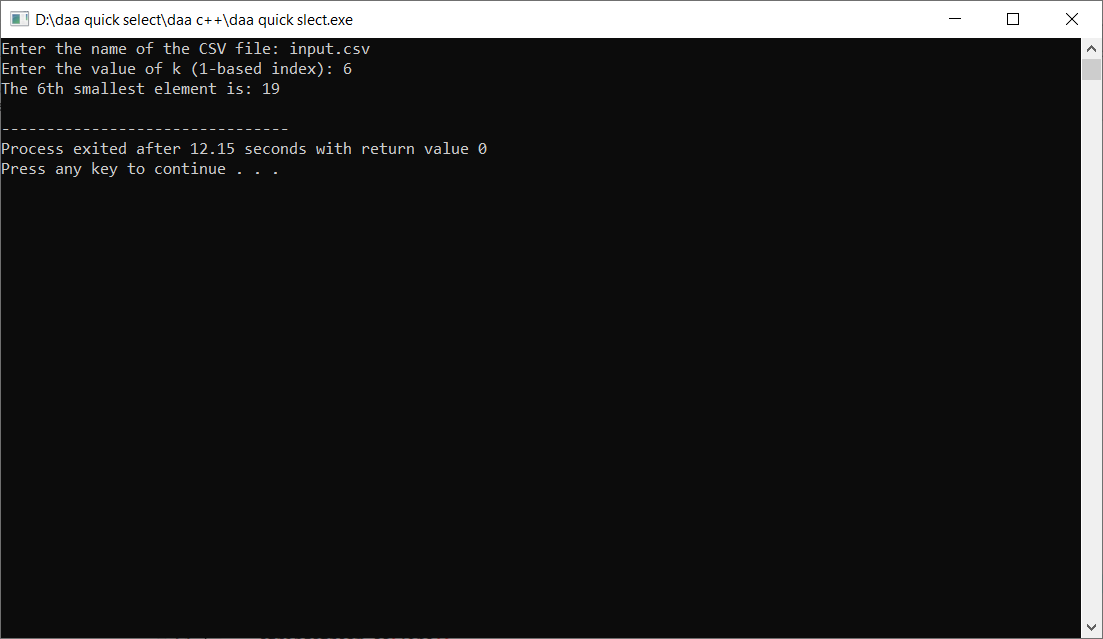 D:\daa quick select\daa c++\daa quick slect.exe
Enter the name of the CSV file: input.csv
Enter the value of k (1-based index): 6
The 6th smallest element is: 19
--------------------------------
Process exited after 12.15 seconds with return value 0
Press any key to continue . . .